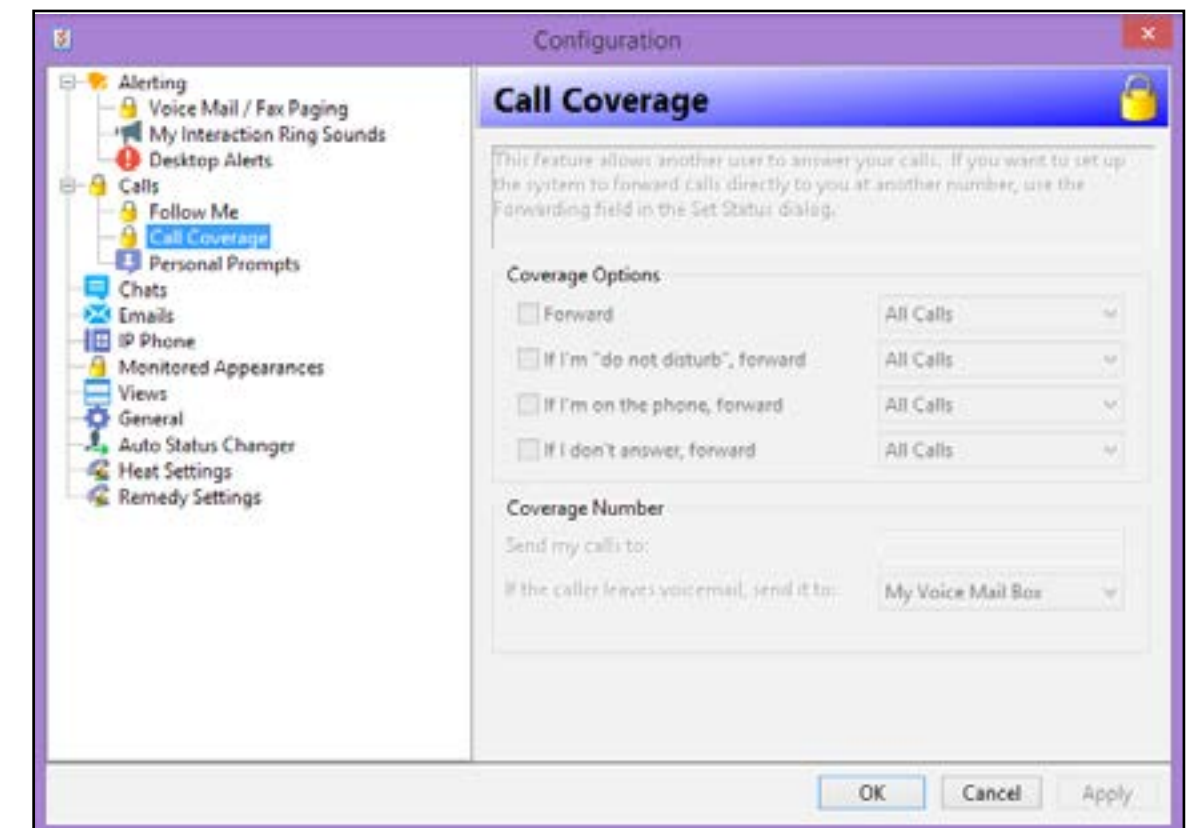 Configuration
Alerting
Voice Mail / Fax Paging
My Interaction Ring Sounds
Desktop Alerts
Calls
Follow Me
Call Coverage
Personal Prompts
Chats
Emails
IP Phone
Monitored Appearances
Views
General
Auto Status Changer
Heat Settings
Remedy Settings
Call Coverage
This feature allows another user to answer your calls. If you want to set up
the system to forward calls directly to you at another number, use the
Forwarding field in the Set Status dialog.
Coverage Options
Forward All Calls
If I'm "do not disturb", forward All Calls
If I'm on the phone, forward All Calls
If I don't answer, forward All Calls
Coverage Number
Send my calls to:
If the caller leaves voicemail, send it to: My Voice Mail Box
OK Cancel Apply